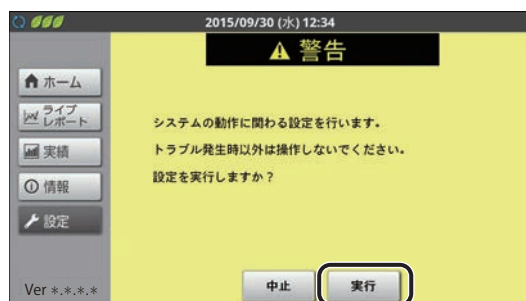 2015/09/30 (水) 12:34
警告
ホーム
ライブ
レポート
実績
情報
設定
システムの動作に関わる設定を行います。
トラブル発生時以外は操作しないでください。
設定を実行しますか？
中止
実行
Ver *.*.*.*